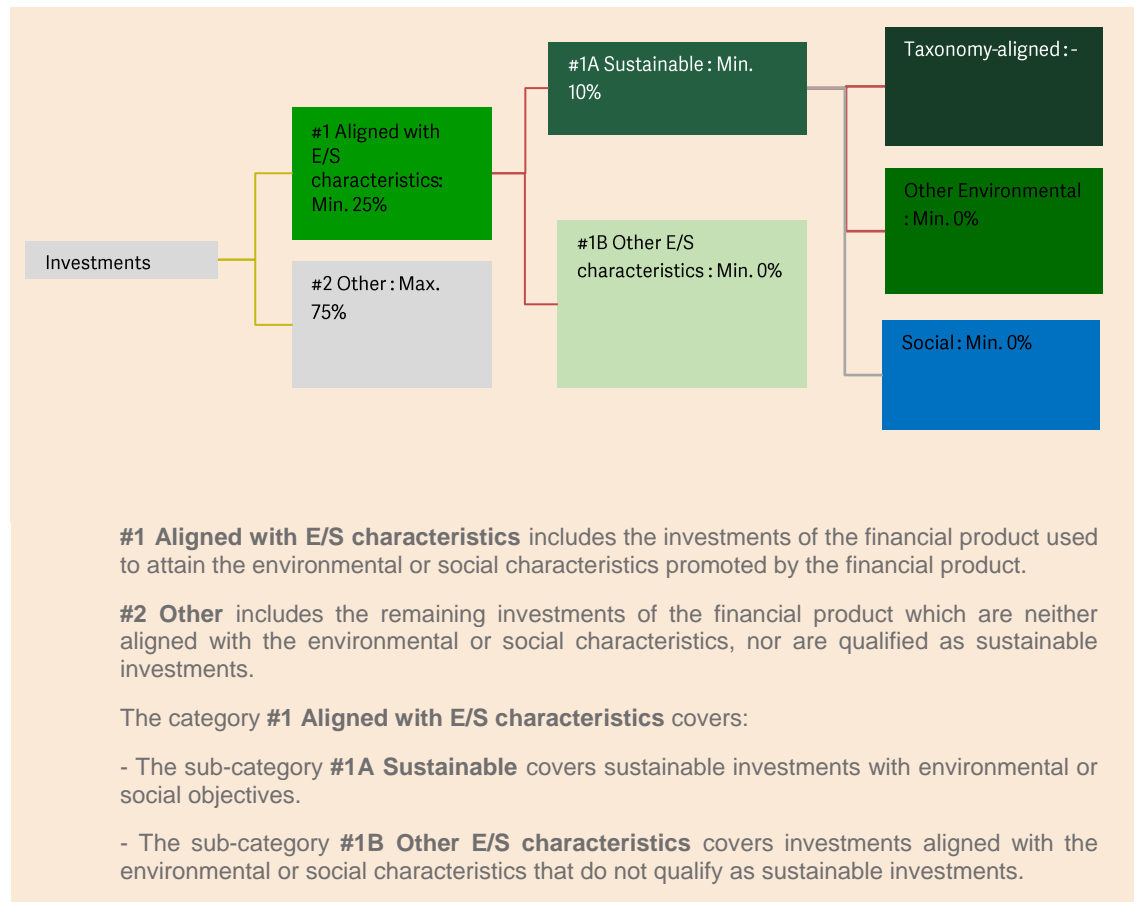 Investments
#1 Aligned with
E/S
characteristics:
Min. 25%
#2 Other : Max.
75%
#1A Sustainable : Min.
10%
#1B Other E/S
characteristics : Min. 0%
Taxonomy-aligned : -
Other Environmental
: Min. 0%
Social : Min. 0%
#1 Aligned with E/S characteristics includes the investments of the financial product used
to attain the environmental or social characteristics promoted by the financial product.
#2 Other includes the remaining investments of the financial product which are neither
aligned with the environmental or social characteristics, nor are qualified as sustainable
investments.
The category #1 Aligned with E/S characteristics covers:
- The sub-category #1A Sustainable covers sustainable investments with environmental or
social objectives.
- The sub-category #1B Other E/S characteristics covers investments aligned with the
environmental or social characteristics that do not qualify as sustainable investments.